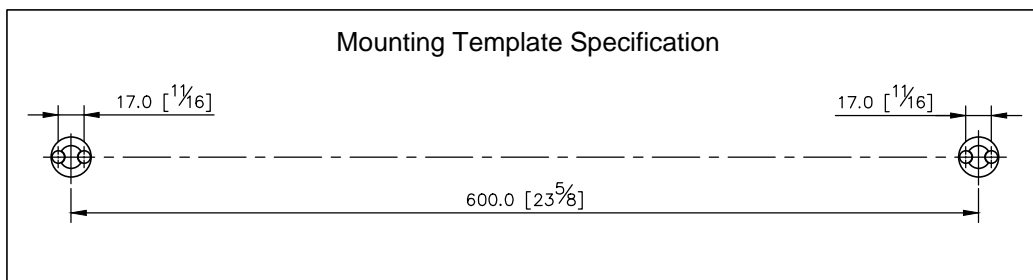 Mounting Template Specification
17.0 [11/16]
17.0 [11/16]
600.0 [23 5/8]